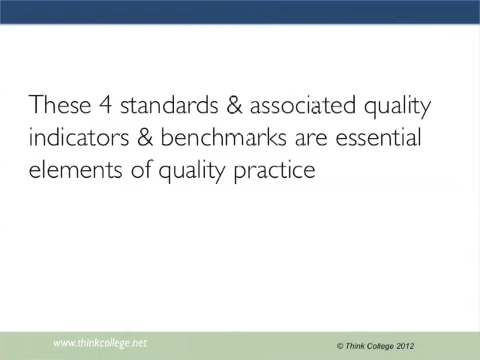 These 4 standards & associated quality
indicators & benchmarks are essential
elements of quality practice
www.thinkcollege.net
© Think College 2012